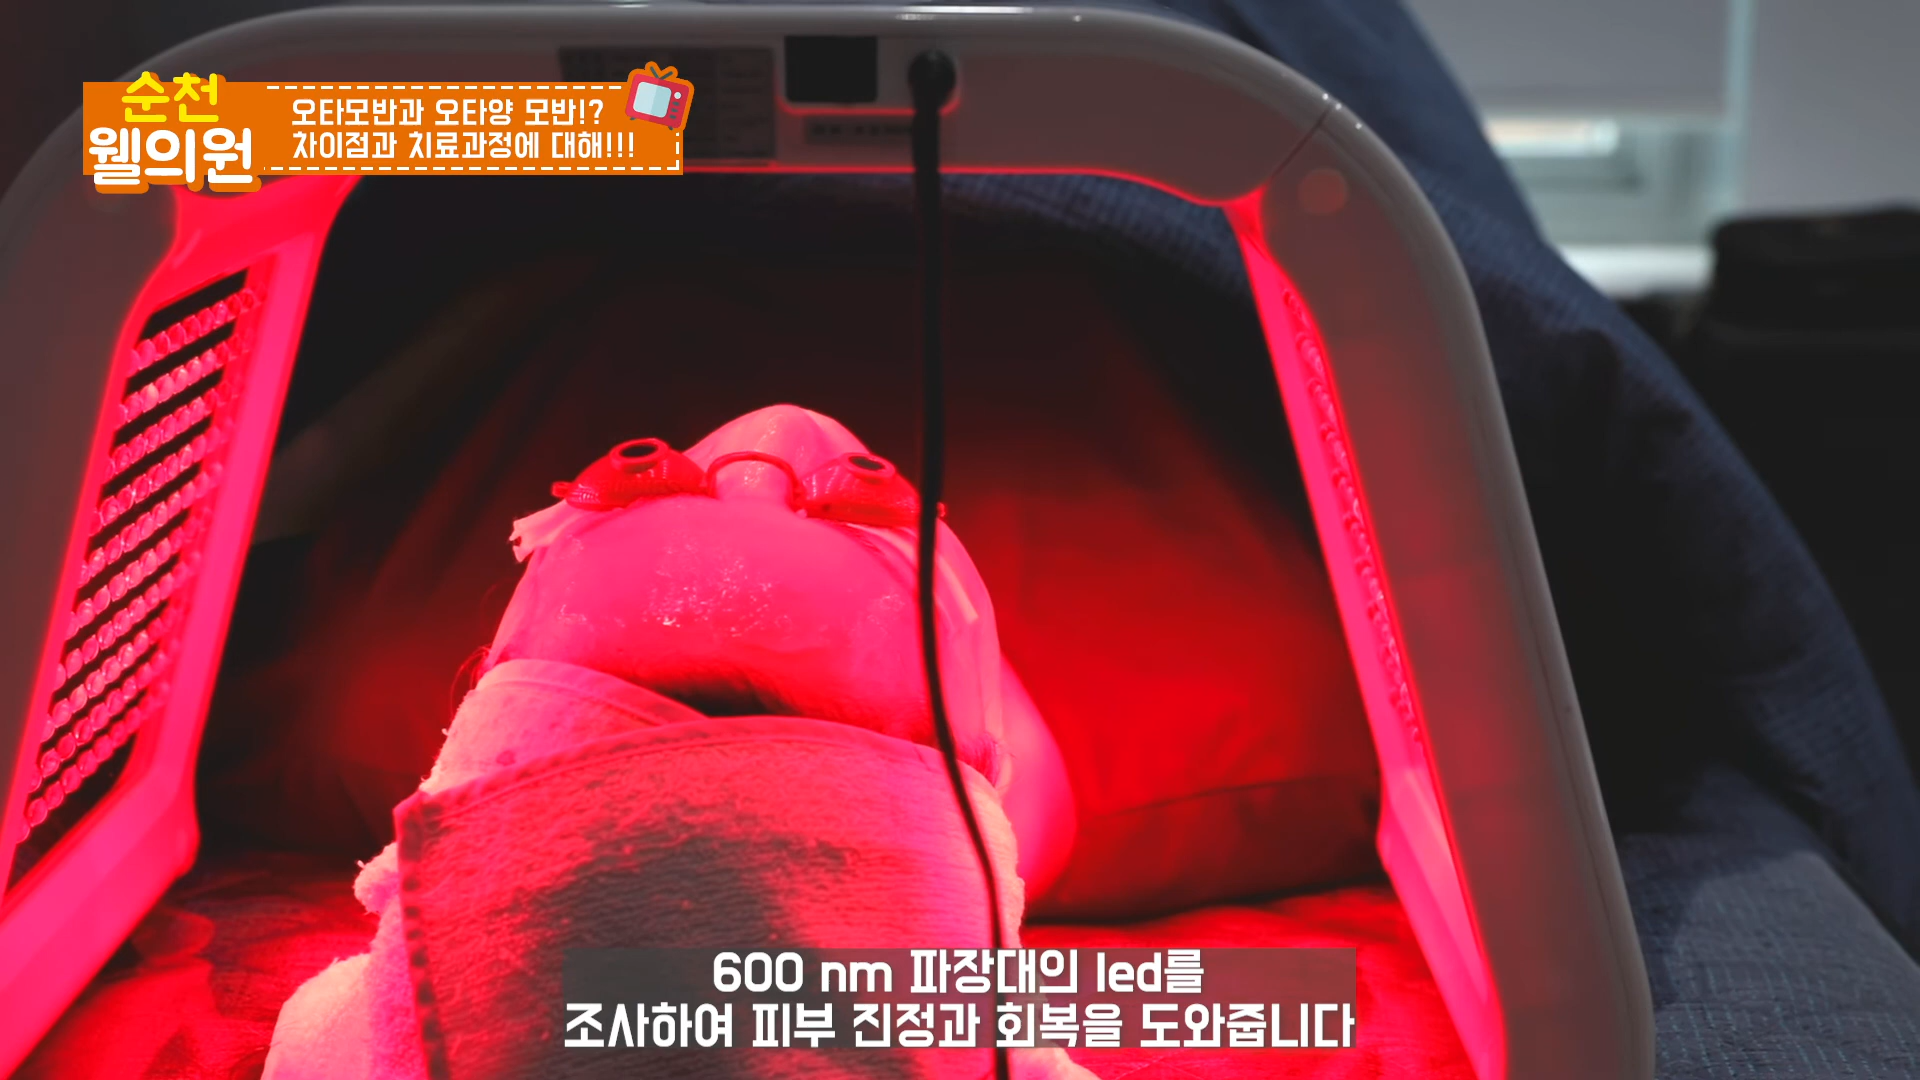 순천
웰의원
오타모반과 오타양 모반!?
차이점과 치료과정에 대해!!!
600 nm 파장대의 led를
조사하여 피부 진정과 회복을 도와줍니다